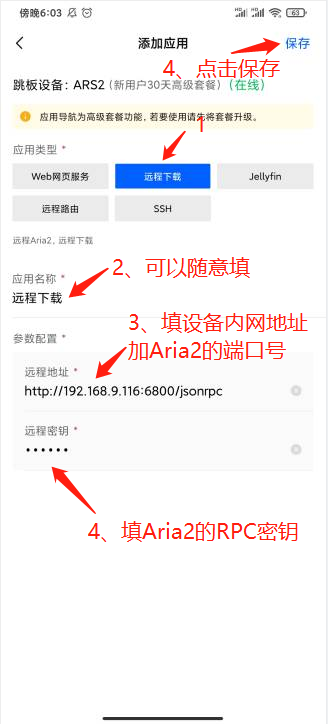 傍晚6:03 HD HD 63
添加应用 保存
4、点击保存
跳板设备: ARS2 (新用户30天高级套餐) (在线)
应用导航为高级套餐功能，若要使用请先将套餐升级。
1
应用类型 *
Web网页服务 远程下载 Jellyfin
远程路由 SSH
远程Aria2, 远程下载
应用名称 *
2、可以随意填
远程下载
3、填设备内网地址
加Aria2的端口号
参数配置 *
远程地址 *
http://192.168.9.116:6800/jsonrpc
远程密钥 *
••••••
4、填Aria2的RPC密钥